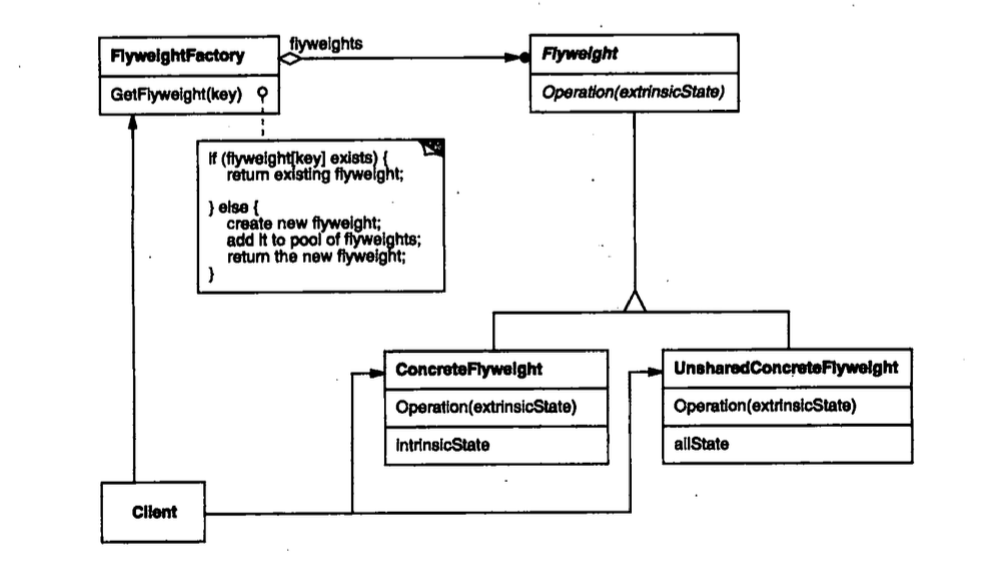 FlyweightFactory
flyweights
Flyweight
GetFlyweight(key)
Operation(extrinsicState)
If (flyweight[key] exists) {
return existing flyweight;
} else {
create new flyweight;
add it to pool of flyweights;
return the new flyweight;
}
ConcreteFlyweight
Operation(extrinsicState)
intrinsicState
UnsharedConcreteFlyweight
Operation(extrinsicState)
allState
Client